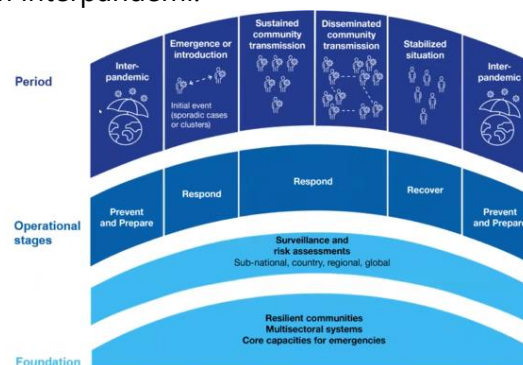 Period
Inter-
pandemic
Emergence or
introduction
Initial event
(sporadic cases
or clusters)
Sustained
community
transmission
Disseminated
community
transmission
Stabilized
situation
Inter-
pandemic
Operational
stages
Prevent
and Prepare
Respond
Respond
Recover
Prevent
and Prepare
Surveillance and
risk assessments
Sub-national, country, regional, global
Foundation
Resilient communities
Multisectoral systems
Core capacities for emergencies